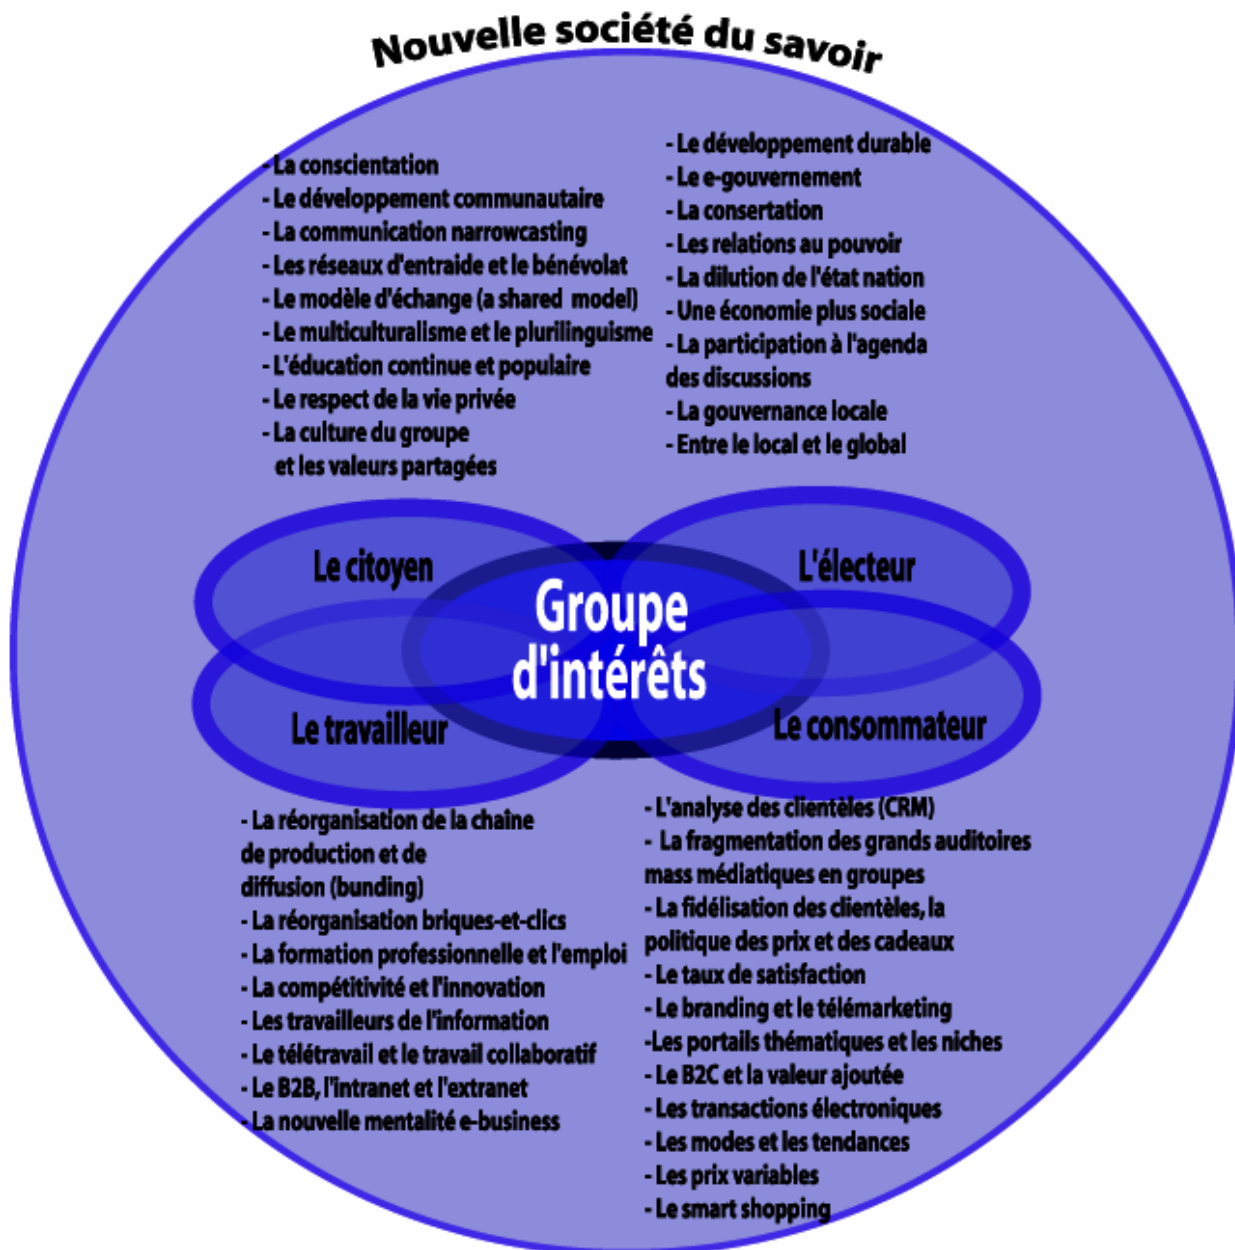 Nouvelle société du savoir
- La conscientation
- Le développement communautaire
- La communication narrowcasting
- Les réseaux d'entraide et le bénévolat
- Le modèle d'échange (a shared model)
- Le multiculturalisme et le plurilinguisme
- L'éducation continue et populaire
- Le respect de la vie privée
- La culture du groupe
et les valeurs partagées
- Le développement durable
- Le e-gouvernement
- La consertation
- Les relations au pouvoir
- La dilution de l'état nation
- Une économie plus sociale
- La participation à l'agenda
des discussions
- La gouvernance locale
- Entre le local et le global
Le citoyen
L'électeur
Groupe
d'intérêts
Le travailleur
Le consommateur
- La réorganisation de la chaîne
de production et de
diffusion (bunding)
- La réorganisation briques-et-clics
- La formation professionnelle et l'emploi
- La compétitivité et l'innovation
- Les travailleurs de l'information
- Le télétravail et le travail collaboratif
- Le B2B, l'intranet et l'extranet
- La nouvelle mentalité e-business
- L'analyse des clientèles (CRM)
- La fragmentation des grands auditoires
mass médiatiques en groupes
- La fidélisation des clientèles, la
politique des prix et des cadeaux
- Le taux de satisfaction
- Le branding et le télémarketing
-Les portails thématiques et les niches
- Le B2C et la valeur ajoutée
- Les transactions électroniques
- Les modes et les tendances
- Les prix variables
- Le smart shopping